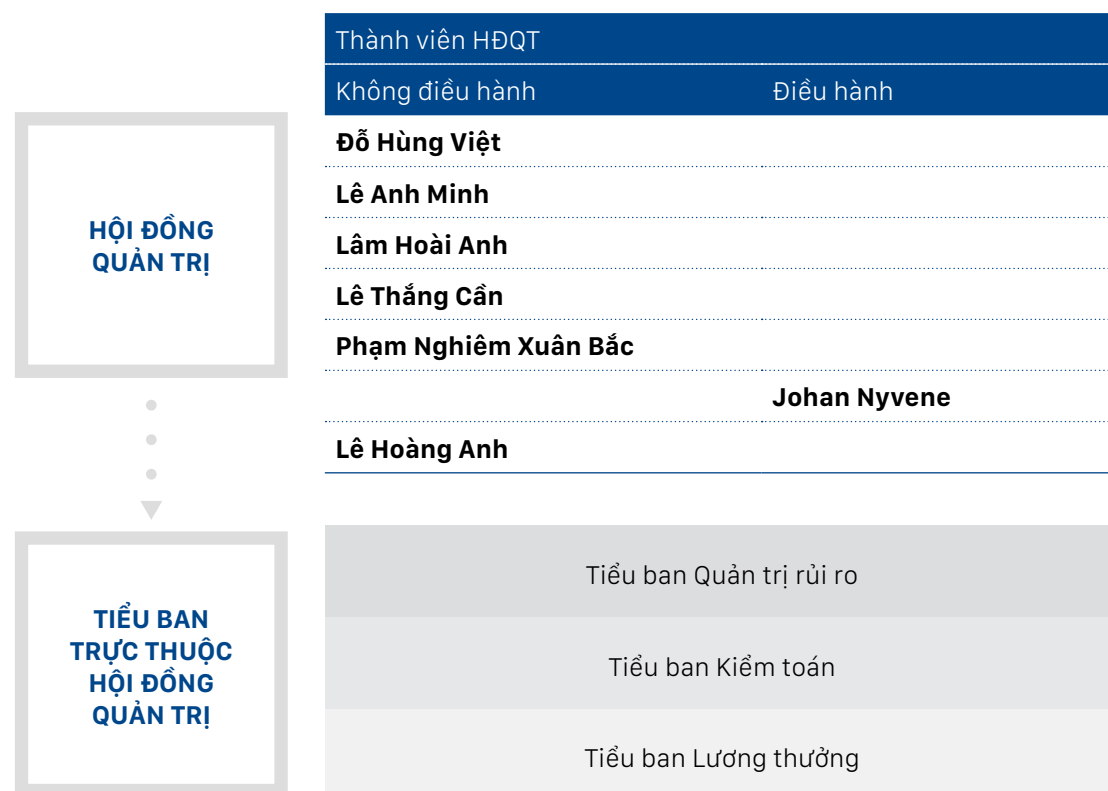 Thành viên HĐQT
Không điều hành Điều hành
HỘI ĐỒNG
QUẢN TRỊ
Đỗ Hùng Việt
Lê Anh Minh
Lâm Hoài Anh
Lê Thắng Cần
Phạm Nghiêm Xuân Bắc
Johan Nyvene
Lê Hoàng Anh
TIỂU BAN
TRỰC THUỘC
HỘI ĐỒNG
QUẢN TRỊ
Tiểu ban Quản trị rủi ro
Tiểu ban Kiểm toán
Tiểu ban Lương thưởng